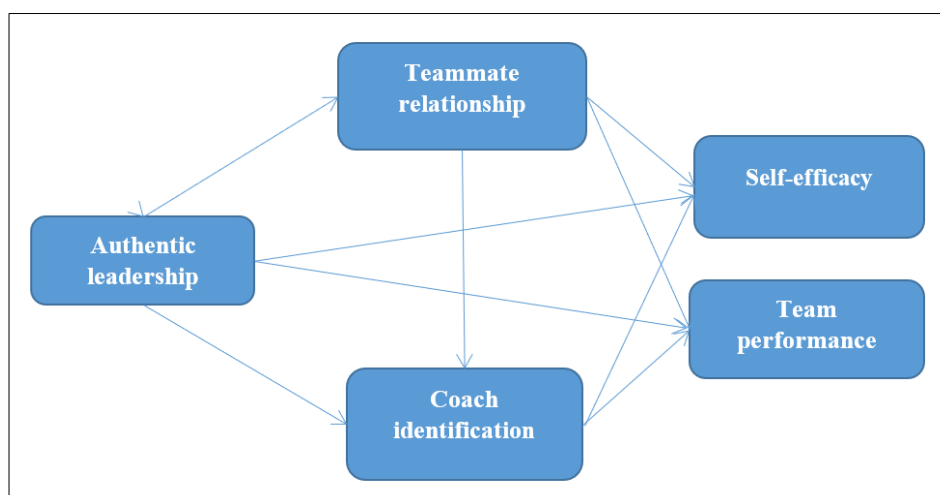 Teammate
relationship
Self-efficacy
Authentic
leadership
Team
performance
Coach
identification